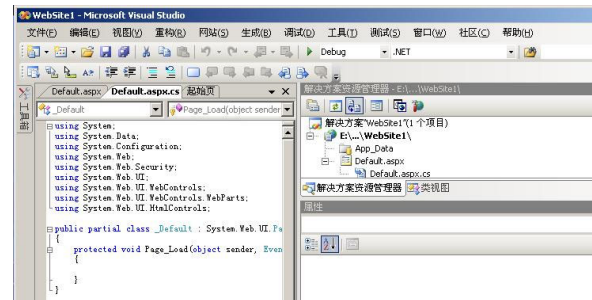 WebSite1 - Microsoft Visual Studio
文件(F) 编辑(E) 视图(V) 重构(R) 网站(S) 生成(B) 调试(D) 工具(T) 测试(S) 窗口(W) 社区(C) 帮助(H)
Debug .NET
Default.aspx Default.aspx.cs 起始页
_Default Page_Load(object sender
工具箱
using System;
using System.Data;
using System.Configuration;
using System.Web;
using System.Web.Security;
using System.Web.UI;
using System.Web.UI.WebControls;
using System.Web.UI.WebControls.WebParts;
using System.Web.UI.HtmlControls;
public partial class _Default : System.Web.UI.Pa
{
protected void Page_Load(object sender, Even
{
}
}
解决方案资源管理器 - E:\...\WebSite1\
解决方案"WebSite1"(1 个项目)
E:\...\WebSite1\
App_Data
Default.aspx
Default.aspx.cs
解决方案资源管理器 类视图
属性